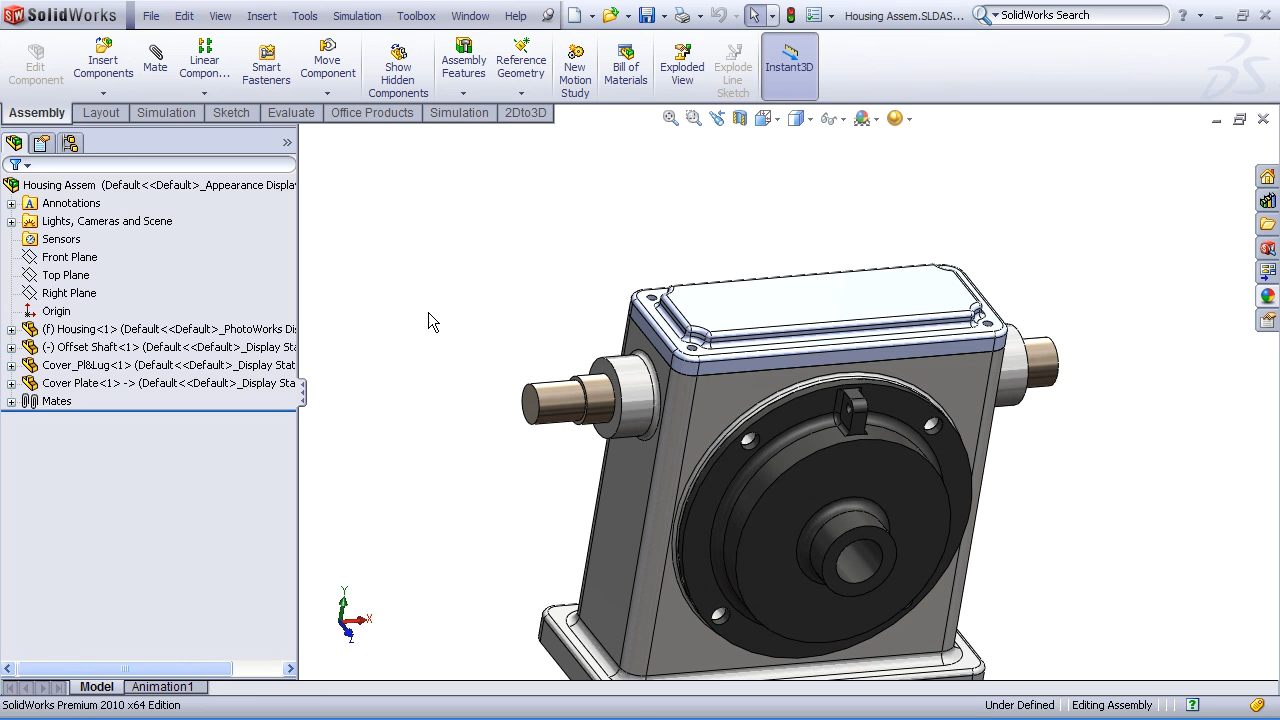 SolidWorks File Edit View Insert Tools Simulation Toolbox Window Help Housing Assem.SLDAS... SolidWorks Search ?
Edit Component
Insert Components
Mate
Linear Compon...
Smart Fasteners
Move Component
Show Hidden Components
Assembly Features
Reference Geometry
New Motion Study
Bill of Materials
Exploded View
Explode Line Sketch
Instant3D
Assembly Layout Simulation Sketch Evaluate Office Products Simulation 2Dto3D
Housing Assem (Default<<Default>_Appearance Display
Annotations
Lights, Cameras and Scene
Sensors
Front Plane
Top Plane
Right Plane
Origin
(f) Housing<1> (Default<<Default>_PhotoWorks Di
(-) Offset Shaft<1> (Default<<Default>_Display Sta
Cover_Pl&Lug<1> (Default<<Default>_Display Stat
Cover Plate<1> -> (Default<<Default>_Display Sta
Mates
Y
X
Z
Model Animation1
SolidWorks Premium 2010 x64 Edition Under Defined Editing Assembly ?